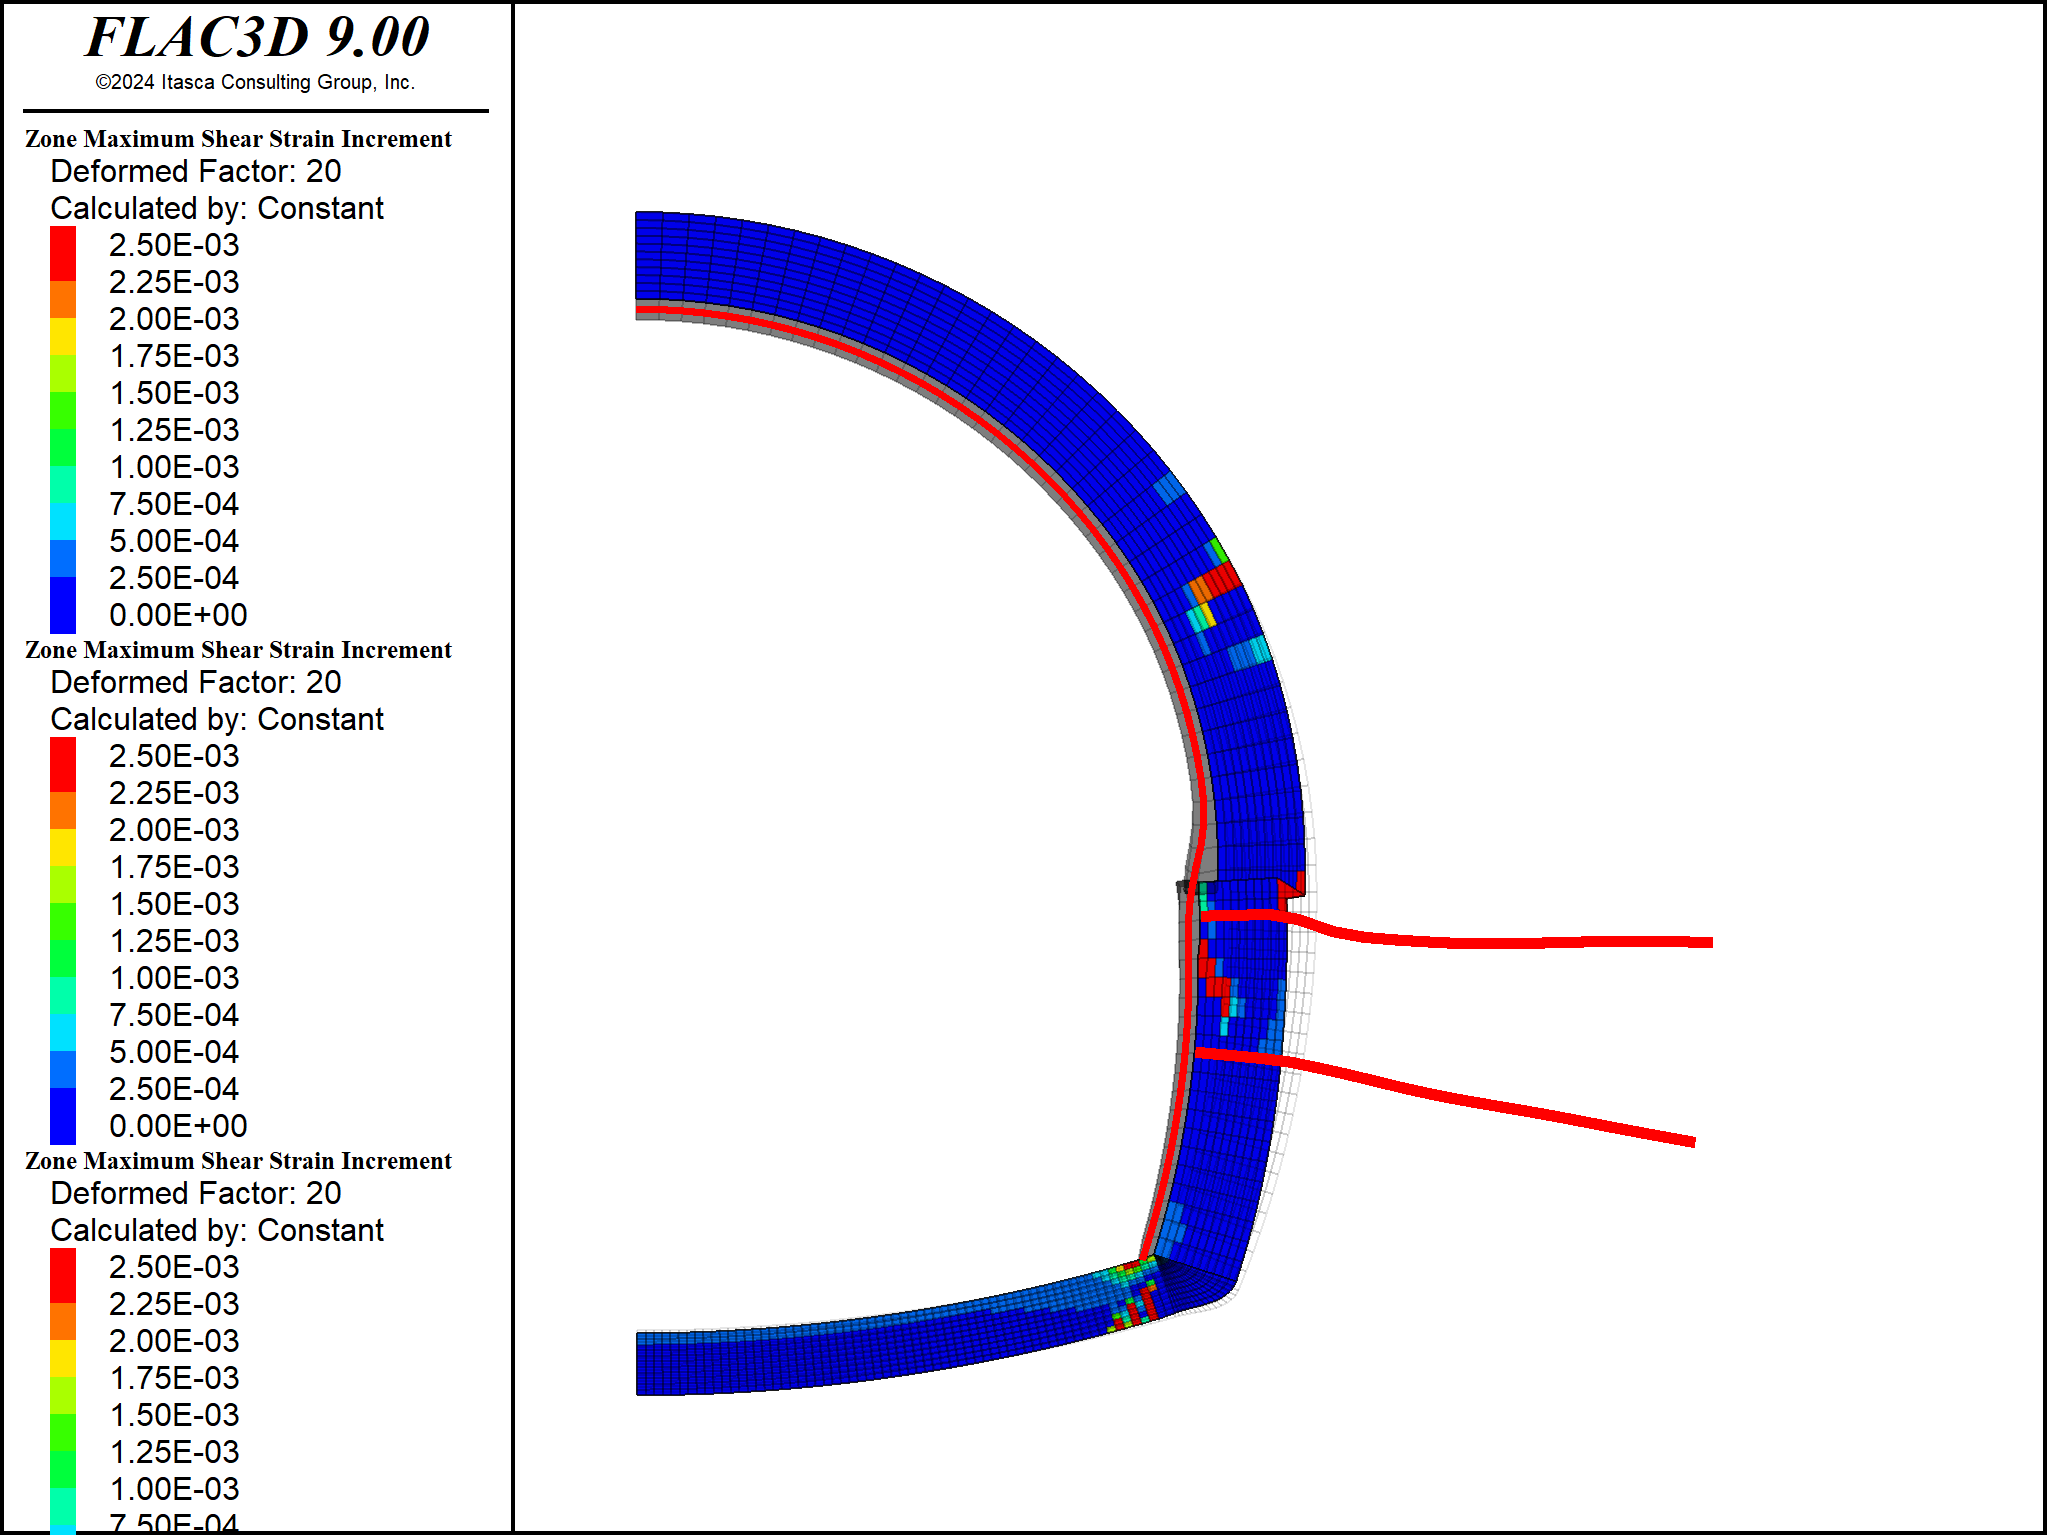 FLAC3D 9.00
©2024 Itasca Consulting Group, Inc.
Zone Maximum Shear Strain Increment
Deformed Factor: 20
Calculated by: Constant
2.50E-03
2.25E-03
2.00E-03
1.75E-03
1.50E-03
1.25E-03
1.00E-03
7.50E-04
5.00E-04
2.50E-04
0.00E+00
Zone Maximum Shear Strain Increment
Deformed Factor: 20
Calculated by: Constant
2.50E-03
2.25E-03
2.00E-03
1.75E-03
1.50E-03
1.25E-03
1.00E-03
7.50E-04
5.00E-04
2.50E-04
0.00E+00
Zone Maximum Shear Strain Increment
Deformed Factor: 20
Calculated by: Constant
2.50E-03
2.25E-03
2.00E-03
1.75E-03
1.50E-03
1.25E-03
1.00E-03
7.50E-04